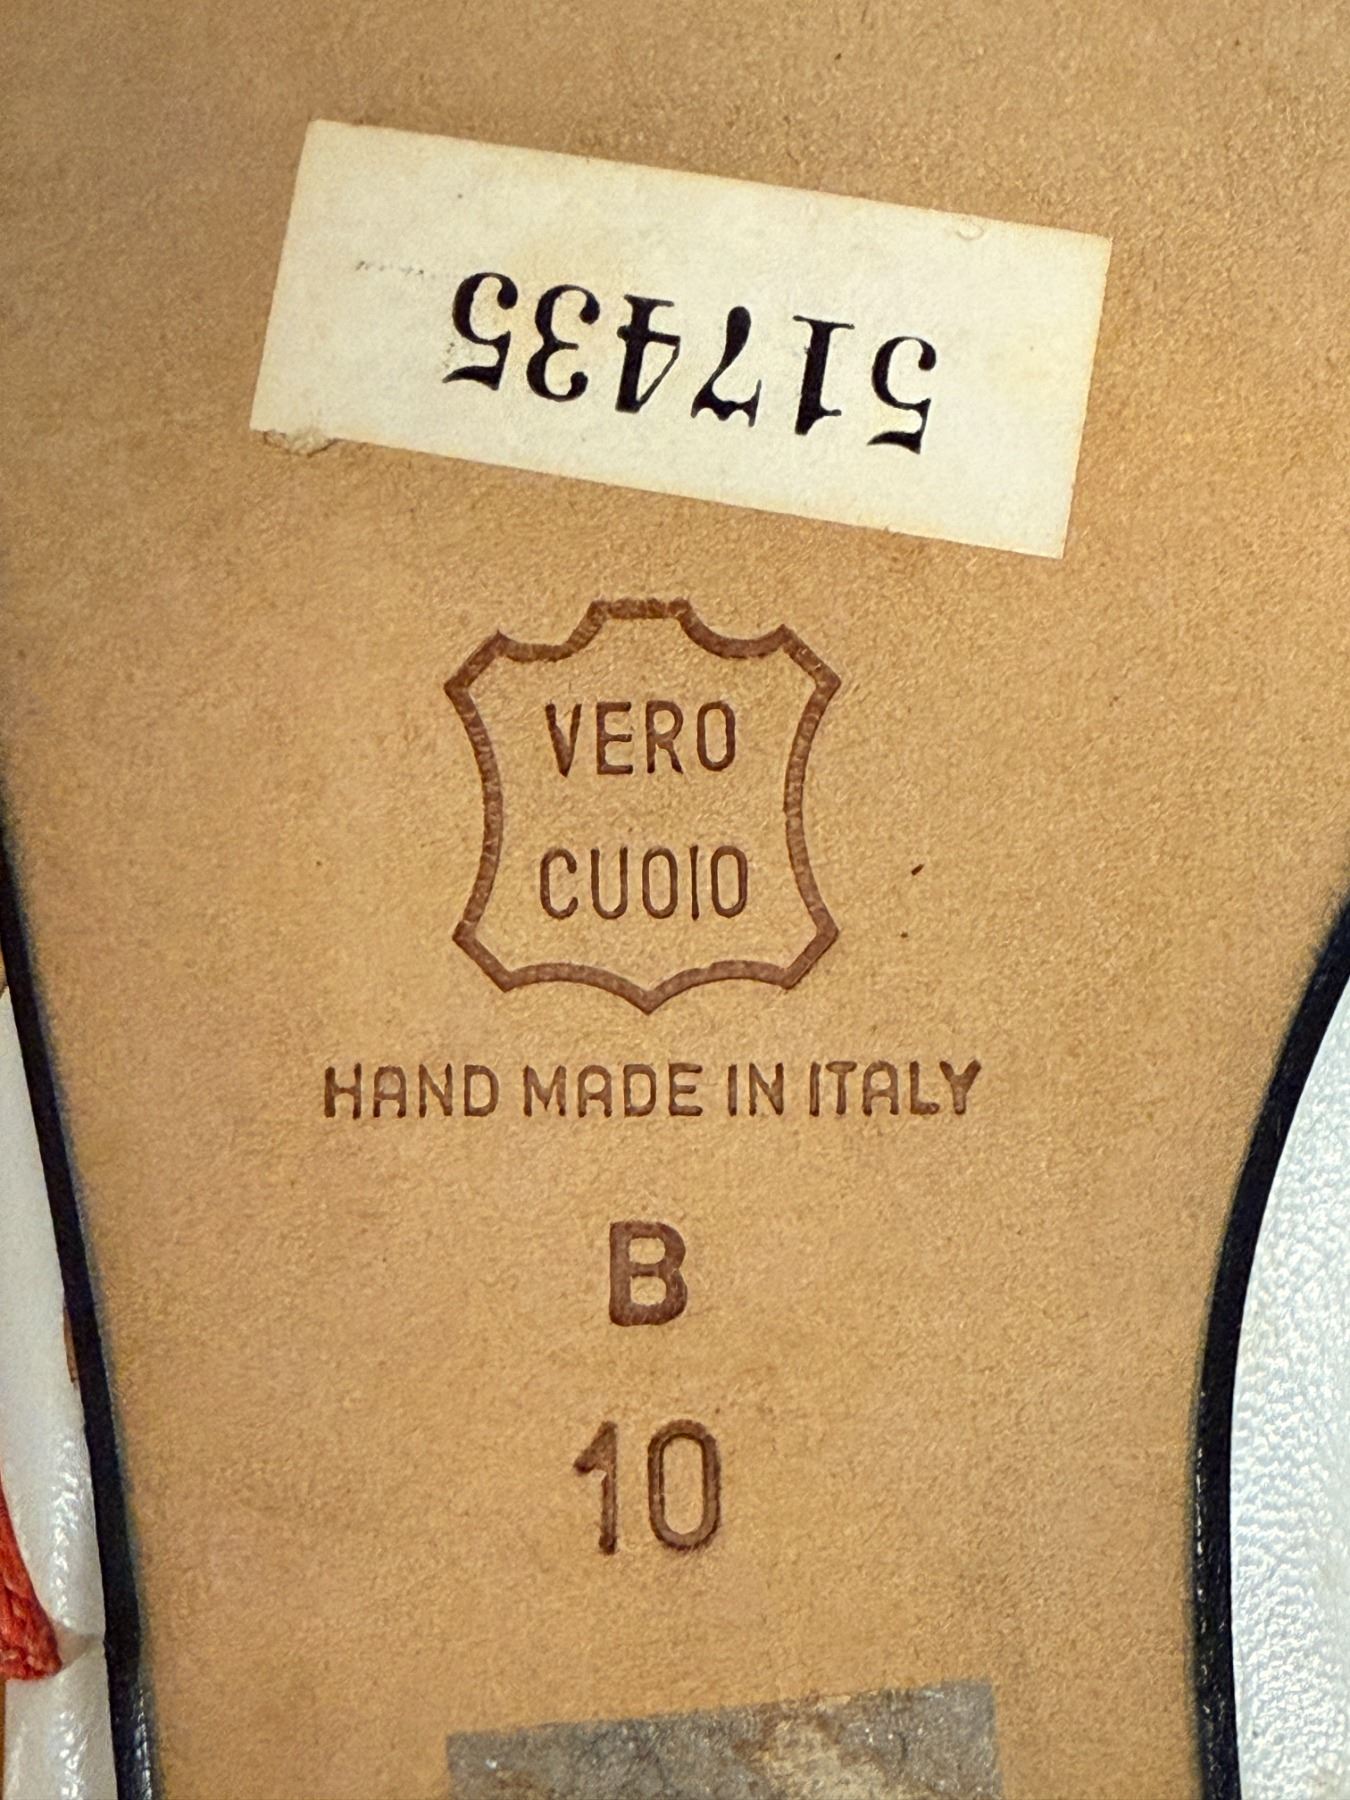 517435
VERO
CUOIO
HAND MADE IN ITALY
B
10